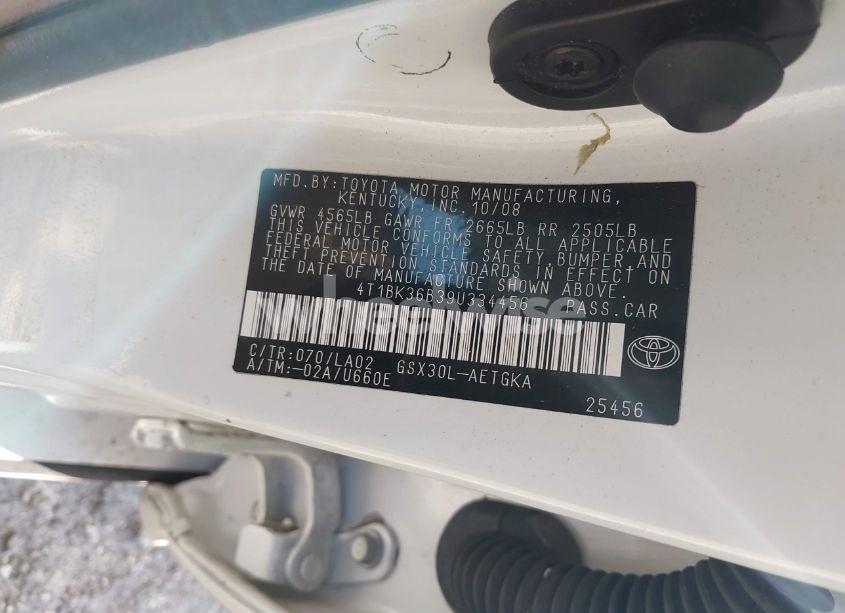 MFD.BY:TOYOTA MOTOR MANUFACTURING,
KENTUCKY,INC.10/08
GVWR 4565LB GAWR FR 2665LB RR 2505LB
THIS VEHICLE CONFORMS TO ALL APPLICABLE
FEDERAL MOTOR VEHICLE SAFETY,BUMPER,AND
THEFT PREVENTION STANDARDS IN EFFECT ON
THE DATE OF MANUFACTURE SHOWN ABOVE.
4T1BK36B39U334456 PASS.CAR
wheelwise
C/TR:070/LA02 GSX30L-AETGKA
A/TM:-02A/U660E
25456